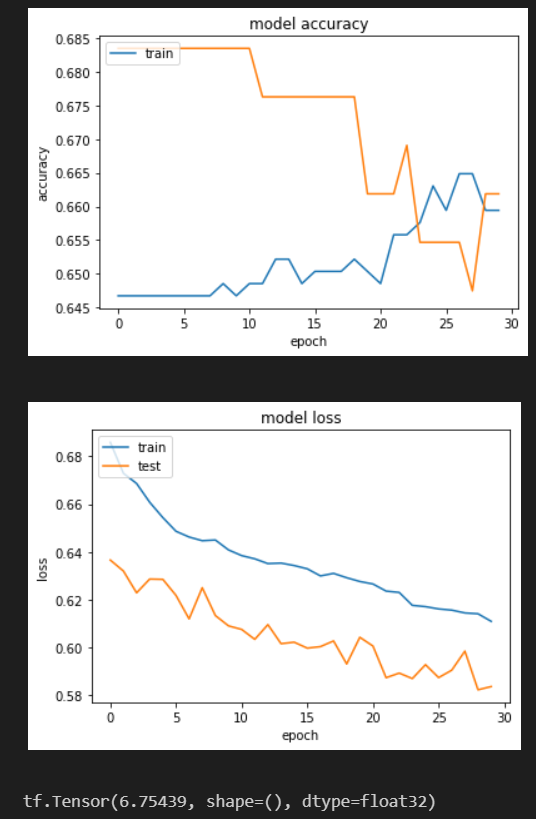 model accuracy
0.685
0.680
0.675
0.670
0.665
0.660
0.655
0.650
0.645
accuracy
train
0 5 10 15 20 25 30
epoch
model loss
0.68
0.66
0.64
0.62
0.60
0.58
loss
train
test
0 5 10 15 20 25 30
epoch
tf.Tensor(6.75439, shape=(), dtype=float32)